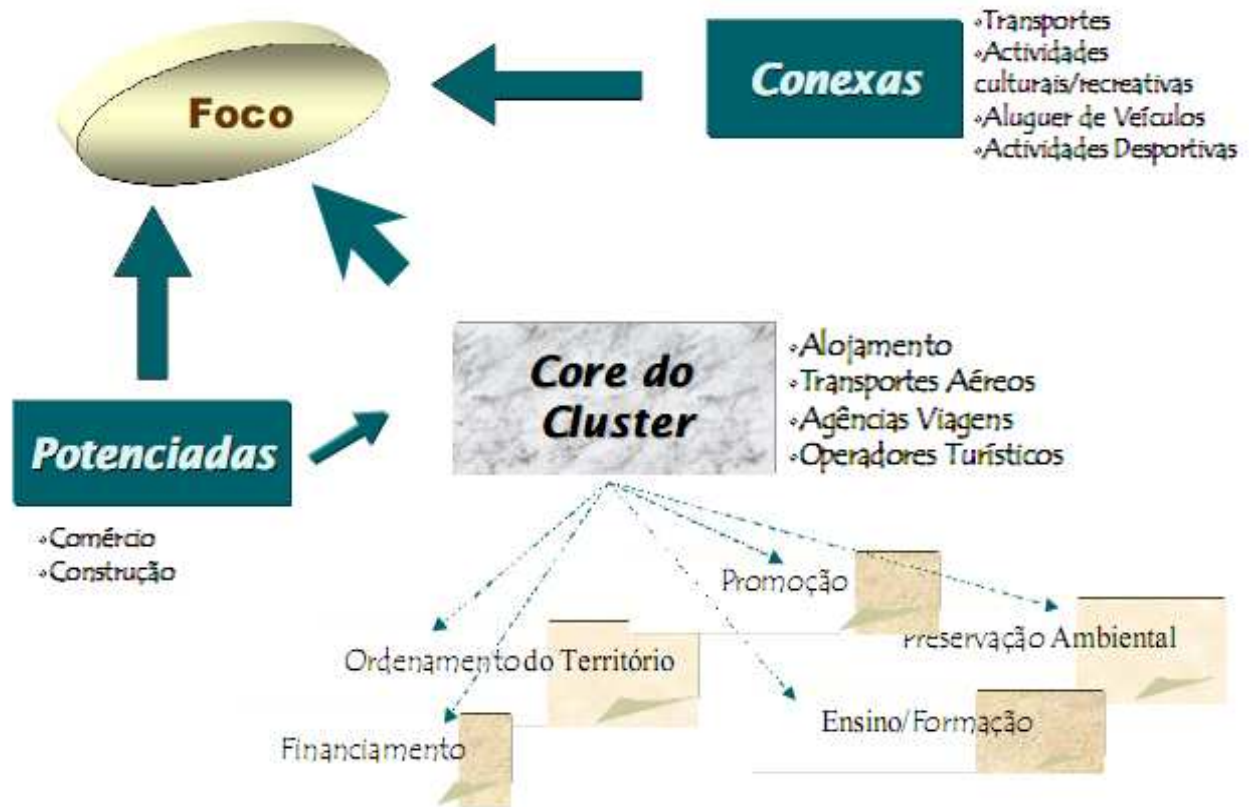 Foco
Conexas
◦Transportes
◦Actividades
culturais/recreativas
◦Aluguer de Veículos
◦Actividades Desportivas
Core do
Cluster
◦Alojamento
◦Transportes Aéreos
◦Agências Viagens
◦Operadores Turísticos
Potenciadas
◦Comércio
◦Construção
Promoção
Preservação Ambiental
Ordenamento do Território
Ensino/Formação
Financiamento